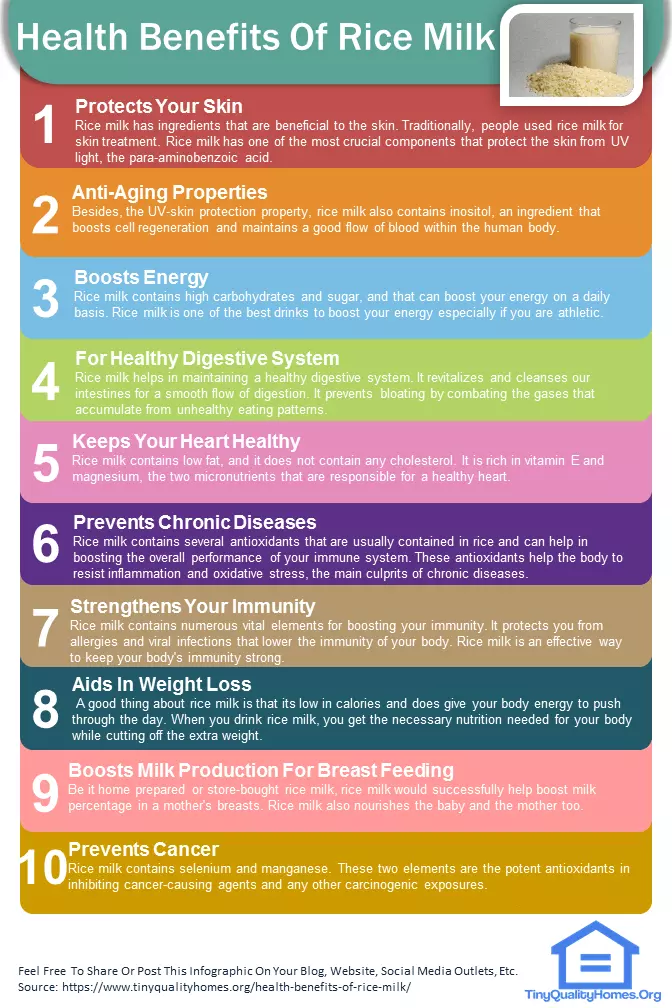 Health Benefits Of Rice Milk
1
Protects Your Skin
Rice milk has ingredients that are beneficial to the skin. Traditionally, people used rice milk for
skin treatment. Rice milk has one of the most crucial components that protect the skin from UV
light, the para-aminobenzoic acid.
2
Anti-Aging Properties
Besides, the UV-skin protection property, rice milk also contains inositol, an ingredient that
boosts cell regeneration and maintains a good flow of blood within the human body.
3
Boosts Energy
Rice milk contains high carbohydrates and sugar, and that can boost your energy on a daily
basis. Rice milk is one of the best drinks to boost your energy especially if you are athletic.
4
For Healthy Digestive System
Rice milk helps in maintaining a healthy digestive system. It revitalizes and cleanses our
intestines for a smooth flow of digestion. It prevents bloating by combating the gases that
accumulate from unhealthy eating patterns.
5
Keeps Your Heart Healthy
Rice milk contains low fat, and it does not contain any cholesterol. It is rich in vitamin E and
magnesium, the two micronutrients that are responsible for a healthy heart.
6
Prevents Chronic Diseases
Rice milk contains several antioxidants that are usually contained in rice and can help in
boosting the overall performance of your immune system. These antioxidants help the body to
resist inflammation and oxidative stress, the main culprits of chronic diseases.
7
Strengthens Your Immunity
Rice milk contains numerous vital elements for boosting your immunity. It protects you from
allergies and viral infections that lower the immunity of your body. Rice milk is an effective way
to keep your body's immunity strong.
8
Aids In Weight Loss
A good thing about rice milk is that its low in calories and does give your body energy to push
through the day. When you drink rice milk, you get the necessary nutrition needed for your body
while cutting off the extra weight.
9
Boosts Milk Production For Breast Feeding
Be it home prepared or store-bought rice milk, rice milk would successfully help boost milk
percentage in a mother's breasts. Rice milk also nourishes the baby and the mother too.
10
Prevents Cancer
Rice milk contains selenium and manganese. These two elements are the potent antioxidants in
inhibiting cancer-causing agents and any other carcinogenic exposures.
Feel Free To Share Or Post This Infographic On Your Blog, Website, Social Media Outlets, Etc.
Source: https://www.tinyqualityhomes.org/health-benefits-of-rice-milk/
TinyQualityHomes.Org